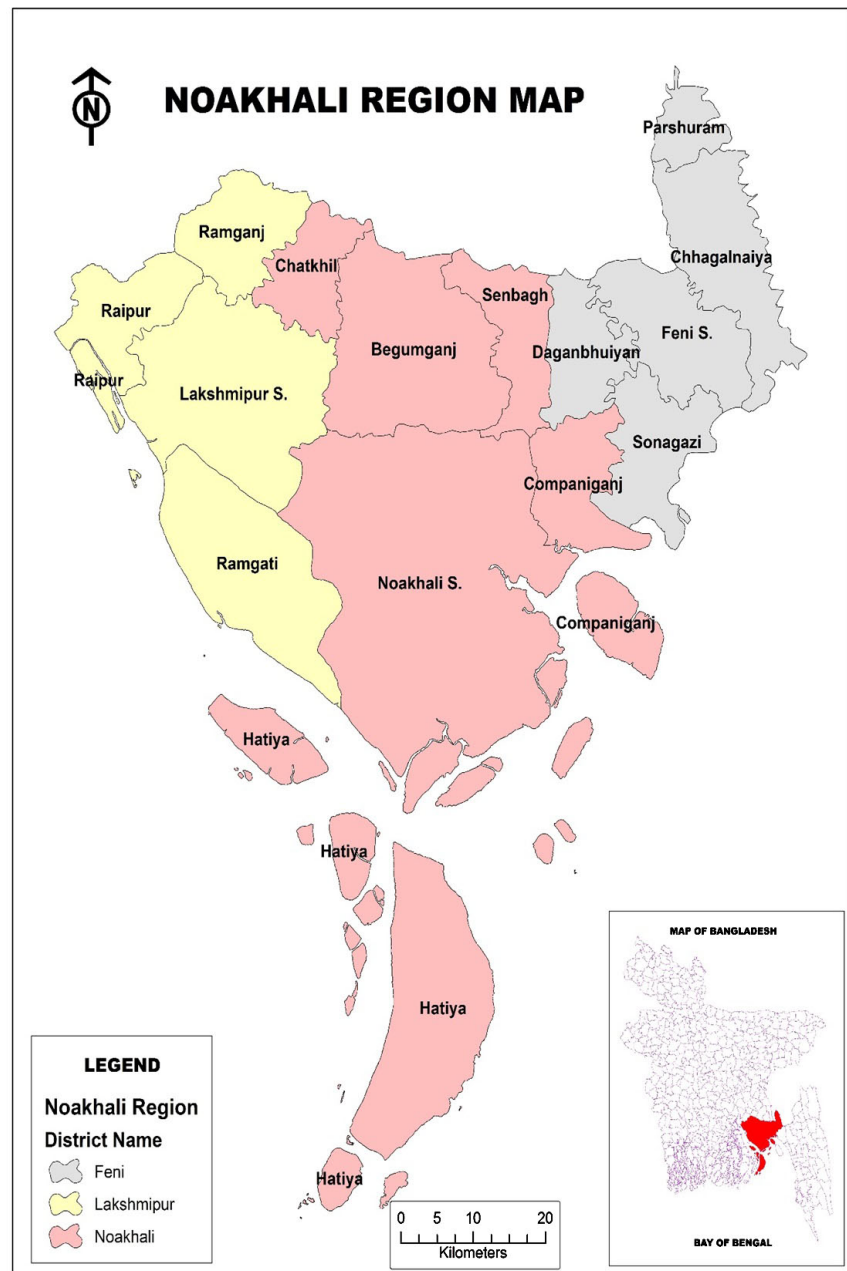 N
NOAKHALI REGION MAP
Parshuram
Ramganj
Chhagalnaiya
Chatkhil
Senbagh
Raipur
Feni S.
Begumganj
Daganbhuiyan
Raipur
Lakshmipur S.
Sonagazi
Companiganj
Ramgati
Noakhali S.
Companiganj
Hatiya
Hatiya
Hatiya
Hatiya
LEGEND
Noakhali Region
District Name
Feni
Lakshmipur
Noakhali
0 5 10 20
Kilometers
MAP OF BANGLADESH
BAY OF BENGAL